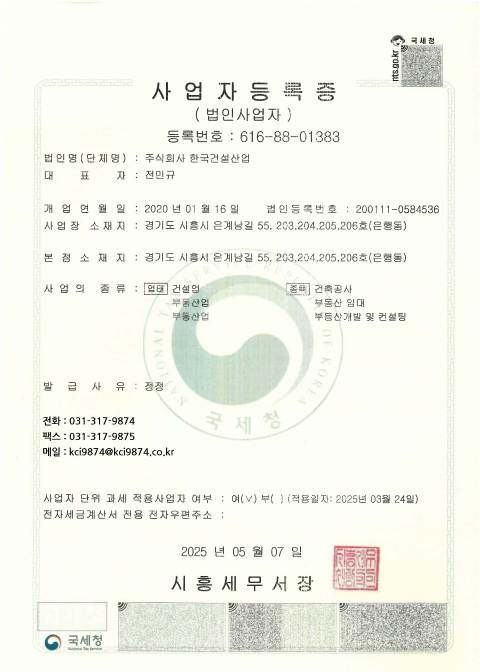 국세청
nts.go.kr
사업자등록증
( 법인사업자 )
등록번호 : 616-88-01383
법인명(단체명) : 주식회사 한국건설산업
대 표 자 : 전민규
개 업 연 월 일 : 2020 년 01 월 16 일 법인등록번호 : 200111-0584536
사업장 소재지 : 경기도 시흥시 은계남길 55, 203,204,205,206호(은행동)
본점소재지 : 경기도 시흥시 은계남길 55, 203,204,205,206호(은행동)
사업의 종류 : 업태 건설업 종목 건축공사
부동산업 부동산 임대
부동산업 부동산개발 및 컨설팅
NATIONAL TAX SERVICE REPUBLIC OF KOREA
국세청
발 급 사 유 : 정정
전화 : 031-317-9874
팩스 : 031-317-9875
메일 : kci9874@kci9874.co.kr
사업자 단위 과세 적용사업자 여부 : 여(∨) 부( ) (적용일자: 2025년 03월 24일)
전자세금계산서 전용 전자우편주소 :
2025 년 05 월 07 일
시흥세무서장
국세청
National Tax Service